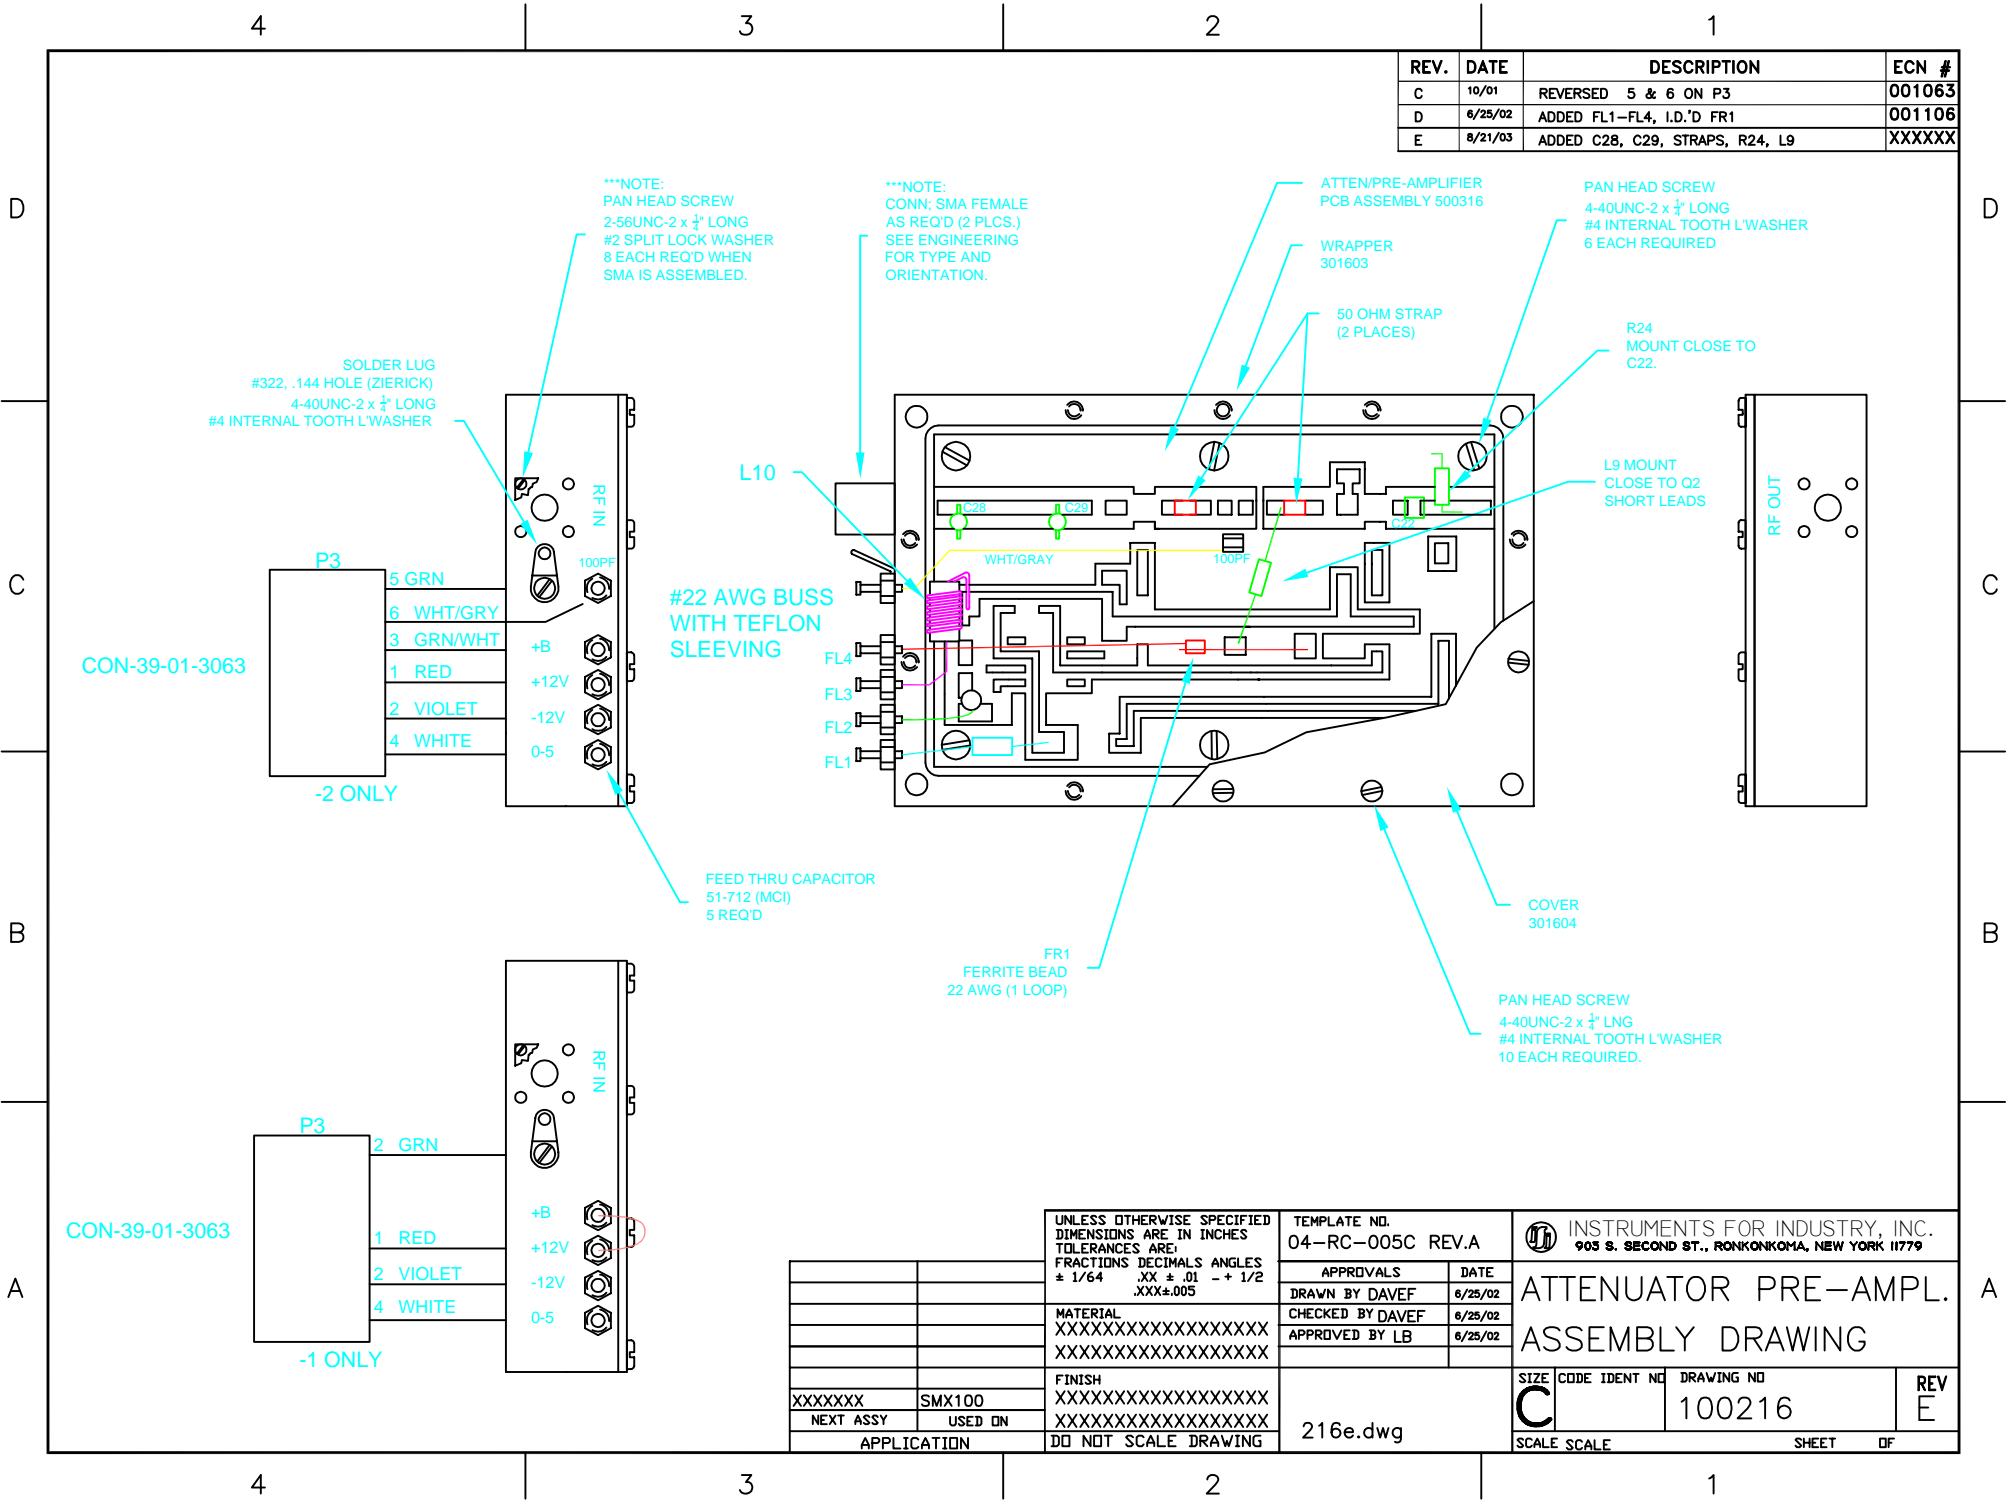 4 3 2 1
REV. DATE DESCRIPTION ECN #
C 10/01 REVERSED 5 & 6 ON P3 001063
D 6/25/02 ADDED FL1-FL4, I.D.'D FR1 001106
E 8/21/03 ADDED C28, C29, STRAPS, R24, L9 XXXXXX
D
D
***NOTE:
PAN HEAD SCREW
2-56UNC-2 x 1/4" LONG
#2 SPLIT LOCK WASHER
8 EACH REQ'D WHEN
SMA IS ASSEMBLED.
***NOTE:
CONN; SMA FEMALE
AS REQ'D (2 PLCS.)
SEE ENGINEERING
FOR TYPE AND
ORIENTATION.
ATTEN/PRE-AMPLIFIER
PCB ASSEMBLY 500316
WRAPPER
301603
PAN HEAD SCREW
4-40UNC-2 x 1/4" LONG
#4 INTERNAL TOOTH L'WASHER
6 EACH REQUIRED
50 OHM STRAP
(2 PLACES)
R24
MOUNT CLOSE TO
C22.
SOLDER LUG
#322, .144 HOLE (ZIERICK)
4-40UNC-2 x 1/4" LONG
#4 INTERNAL TOOTH L'WASHER
L10
L9 MOUNT
CLOSE TO Q2
SHORT LEADS
RF IN
C28
C29
C22
RF OUT
WHT/GRAY
100PF
100PF
C
C
P3
5 GRN
6 WHT/GRY
3 GRN/WHT
1 RED
2 VIOLET
4 WHITE
+B
+12V
-12V
0-5
CON-39-01-3063
-2 ONLY
#22 AWG BUSS
WITH TEFLON
SLEEVING
FL4
FL3
FL2
FL1
FEED THRU CAPACITOR
51-712 (MCI)
5 REQ'D
B
B
COVER
301604
FR1
FERRITE BEAD
22 AWG (1 LOOP)
PAN HEAD SCREW
4-40UNC-2 x 1/4" LNG
#4 INTERNAL TOOTH L'WASHER
10 EACH REQUIRED.
RF IN
P3
2 GRN
1 RED
2 VIOLET
4 WHITE
+B
+12V
-12V
0-5
CON-39-01-3063
-1 ONLY
A
A
UNLESS OTHERWISE SPECIFIED
DIMENSIONS ARE IN INCHES
TOLERANCES ARE:
FRACTIONS DECIMALS ANGLES
± 1/64 .XX ± .01 -+ 1/2
.XXX±.005
MATERIAL
XXXXXXXXXXXXXXXXXX
XXXXXXXXXXXXXXXXXX
FINISH
XXXXXXXXXXXXXXXXXX
XXXXXXXXXXXXXXXXXX
DO NOT SCALE DRAWING
XXXXXXX SMX100
NEXT ASSY USED ON
APPLICATION
TEMPLATE NO.
04-RC-005C REV.A
APPROVALS DATE
DRAWN BY DAVEF 6/25/02
CHECKED BY DAVEF 6/25/02
APPROVED BY LB 6/25/02
216e.dwg
INSTRUMENTS FOR INDUSTRY, INC.
903 S. SECOND ST., RONKONKOMA, NEW YORK 11779
ATTENUATOR PRE-AMPL.
ASSEMBLY DRAWING
SIZE CODE IDENT NO DRAWING NO REV
C 100216 E
SCALE SCALE SHEET OF
4 3 2 1